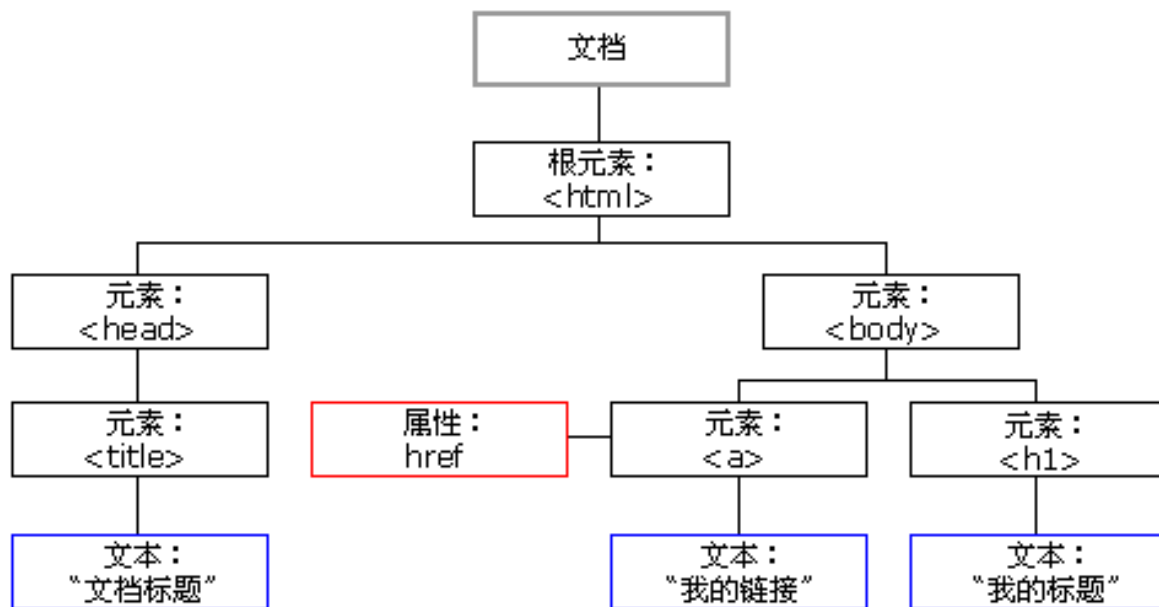 文档
根元素：
<html>
元素：
<head>
元素：
<body>
元素：
<title>
属性：
href
元素：
<a>
元素：
<h1>
文本：
“文档标题”
文本：
“我的链接”
文本：
“我的标题”